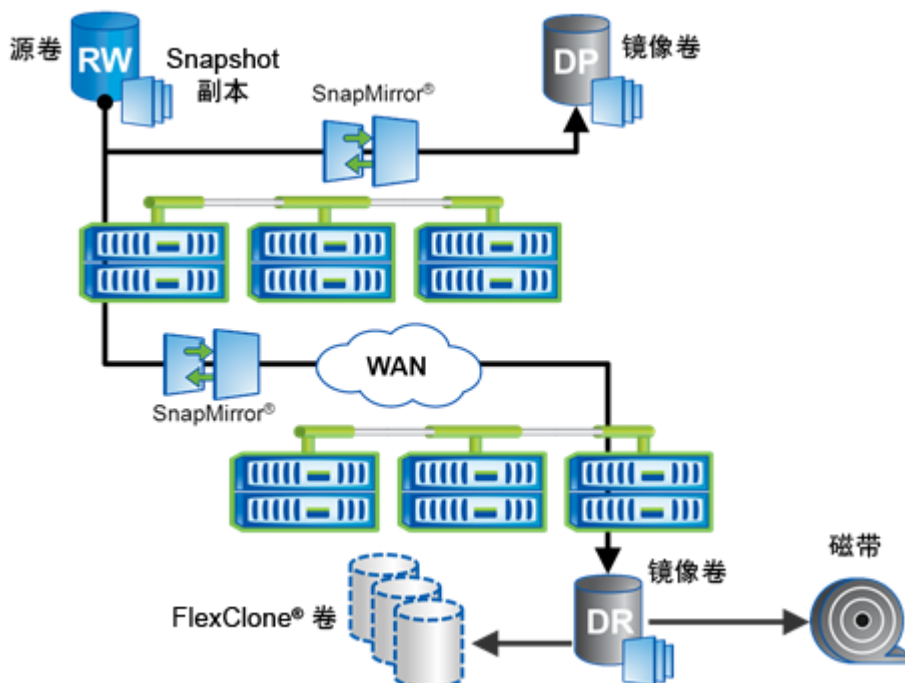 源卷
RW
Snapshot
副本
SnapMirror®
DP
镜像卷
SnapMirror®
WAN
FlexClone® 卷
DR
镜像卷
磁带